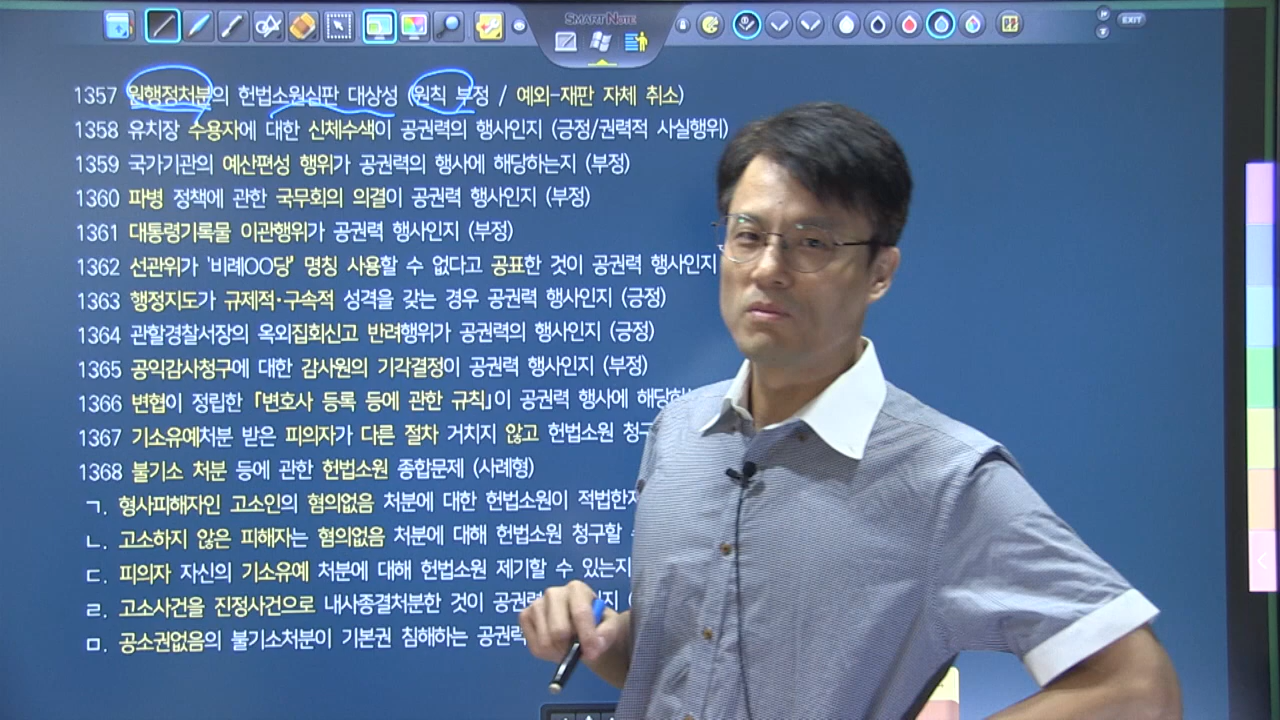 SMART NOTE
EXIT
1357 원행정처분의 헌법소원심판 대상성 (원칙 부정 / 예외-재판 자체 취소)
1358 유치장 수용자에 대한 신체수색이 공권력의 행사인지 (긍정/권력적 사실행위)
1359 국가기관의 예산편성 행위가 공권력의 행사에 해당하는지 (부정)
1360 파병 정책에 관한 국무회의 의결이 공권력 행사인지 (부정)
1361 대통령기록물 이관행위가 공권력 행사인지 (부정)
1362 선관위가 '비례OO당' 명칭 사용할 수 없다고 공표한 것이 공권력 행사인지
1363 행정지도가 규제적·구속적 성격을 갖는 경우 공권력 행사인지 (긍정)
1364 관할경찰서장의 옥외집회신고 반려행위가 공권력의 행사인지 (긍정)
1365 공익감사청구에 대한 감사원의 기각결정이 공권력 행사인지 (부정)
1366 변협이 정립한 「변호사 등록 등에 관한 규칙」이 공권력 행사에
1367 기소유예처분 받은 피의자가 다른 절차 거치지 않고 헌법소원
1368 불기소 처분 등에 관한 헌법소원 종합문제 (사례형)
ㄱ. 형사피해자인 고소인의 혐의없음 처분에 대한 헌법소원이
ㄴ. 고소하지 않은 피해자는 혐의없음 처분에 대해 헌법소원 청구할
ㄷ. 피의자 자신의 기소유예 처분에 대해 헌법소원 제기할 수 있는지
ㄹ. 고소사건을 진정사건으로 내사종결처분한 것이
ㅁ. 공소권없음의 불기소처분이 기본권 침해하는